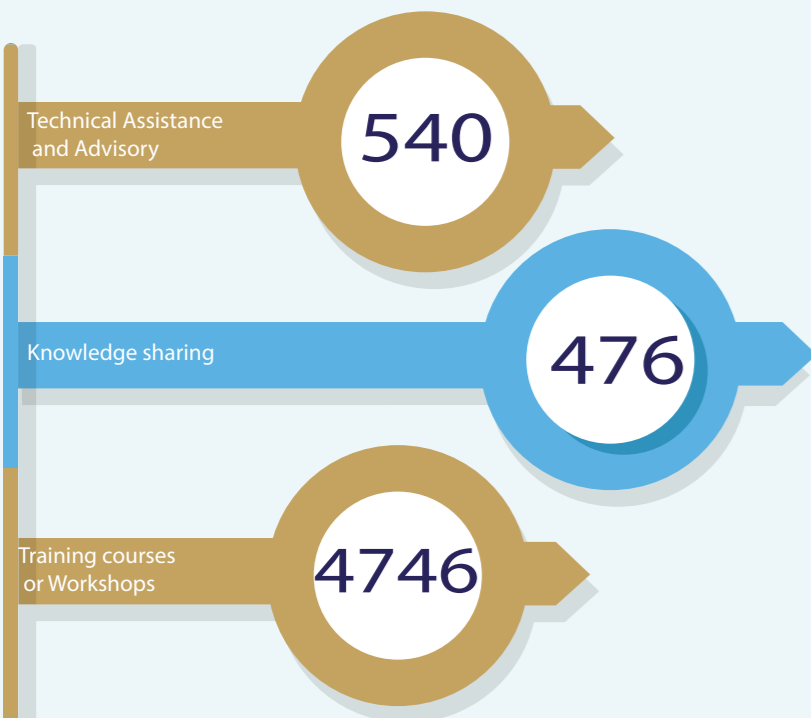 Technical Assistance
and Advisory
540
Knowledge sharing
476
Training courses
or Workshops
4746